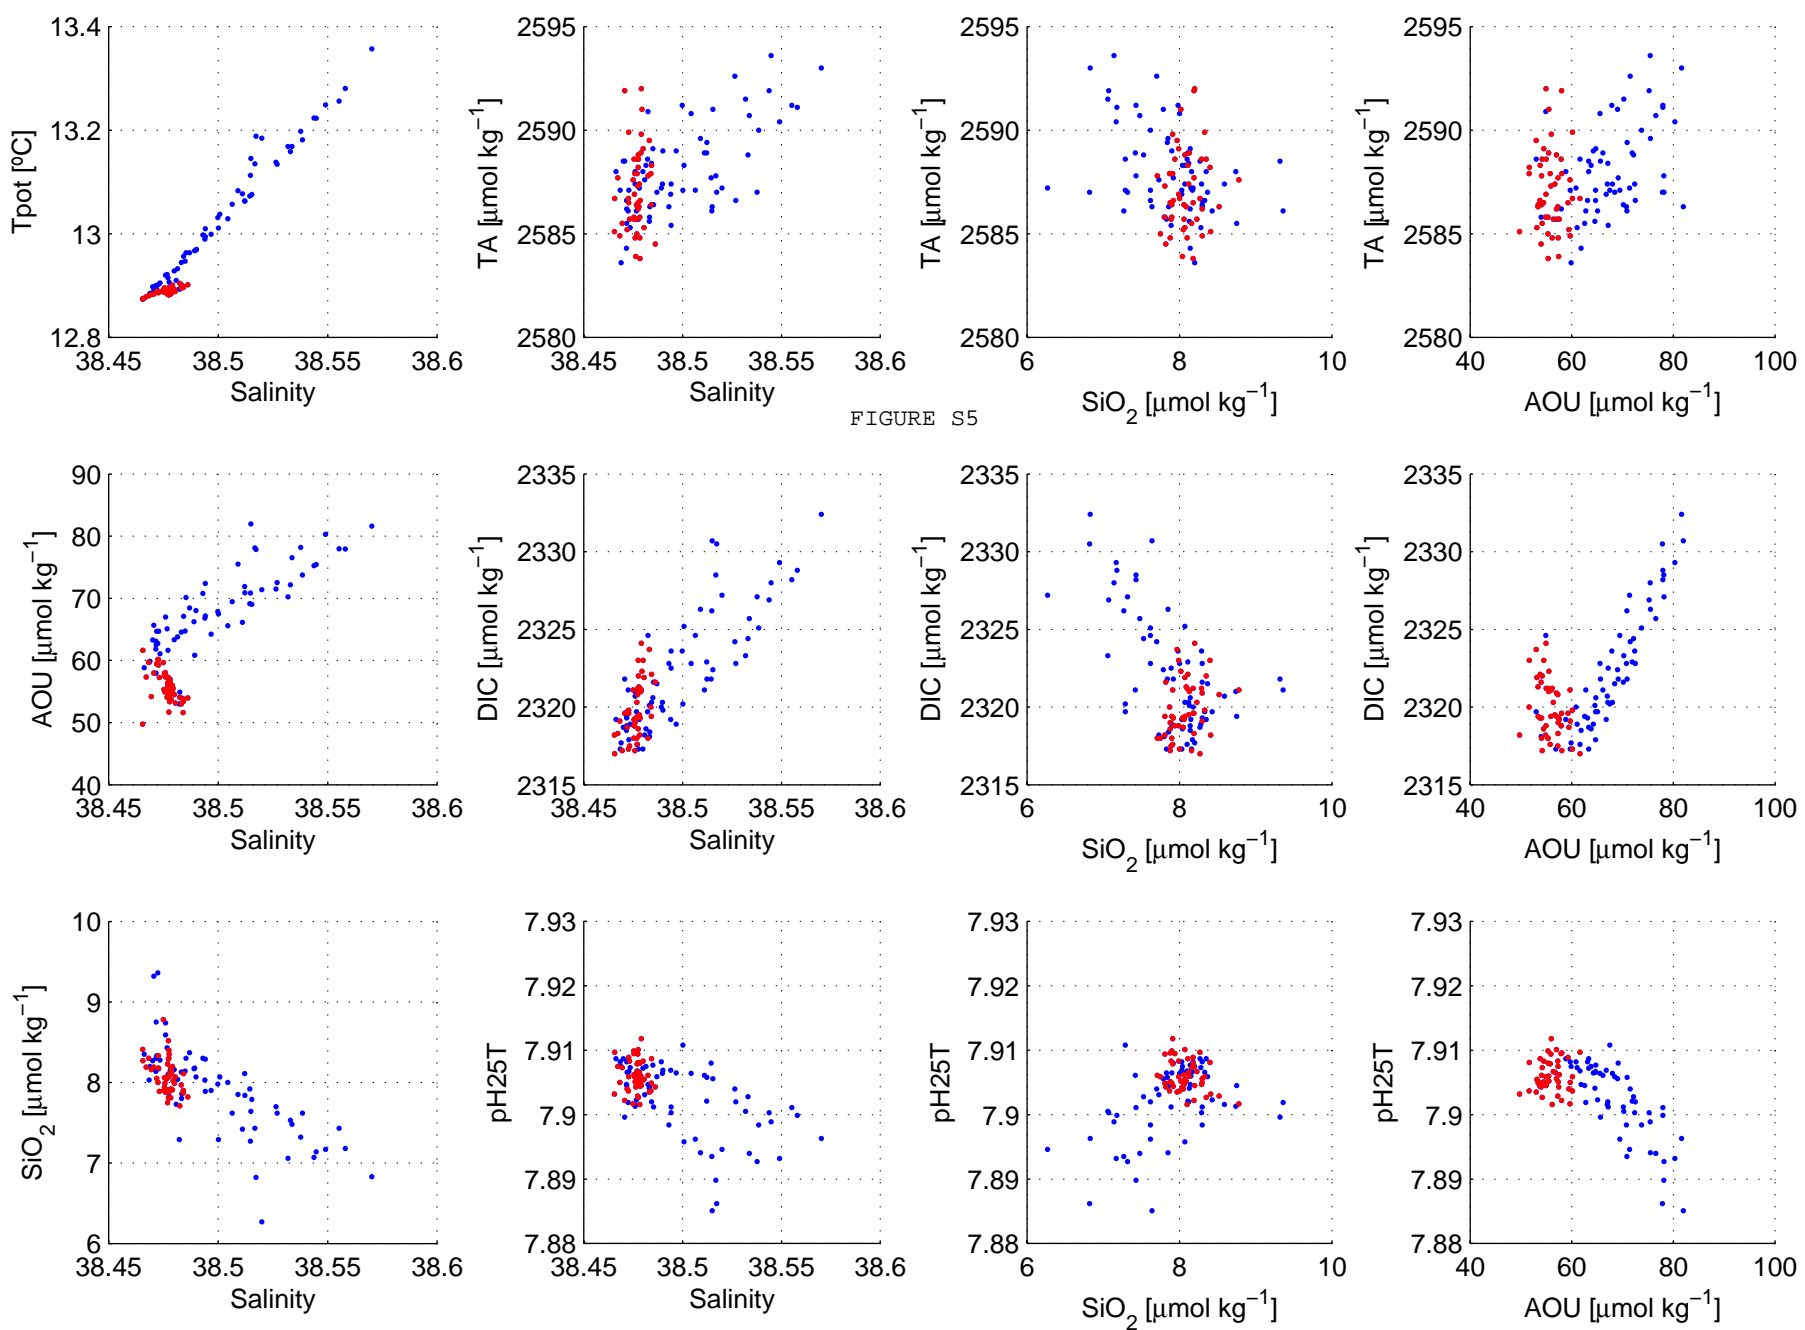 13.4
13.2
13
12.8
Tpot [ºC]
38.45 38.5 38.55 38.6
Salinity
2595
2590
2585
2580
TA [μmol kg−1]
38.45 38.5 38.55 38.6
Salinity
2595
2590
2585
2580
TA [μmol kg−1]
6 8 10
SiO2 [μmol kg−1]
2595
2590
2585
2580
TA [μmol kg−1]
40 60 80 100
AOU [μmol kg−1]
FIGURE S5
90
80
70
60
50
40
AOU [μmol kg−1]
38.45 38.5 38.55 38.6
Salinity
2335
2330
2325
2320
2315
DIC [μmol kg−1]
38.45 38.5 38.55 38.6
Salinity
2335
2330
2325
2320
2315
DIC [μmol kg−1]
6 8 10
SiO2 [μmol kg−1]
2335
2330
2325
2320
2315
DIC [μmol kg−1]
40 60 80 100
AOU [μmol kg−1]
10
9
8
7
6
SiO2 [μmol kg−1]
38.45 38.5 38.55 38.6
Salinity
7.93
7.92
7.91
7.9
7.89
7.88
pH25T
38.45 38.5 38.55 38.6
Salinity
7.93
7.92
7.91
7.9
7.89
7.88
pH25T
6 8 10
SiO2 [μmol kg−1]
7.93
7.92
7.91
7.9
7.89
7.88
pH25T
40 60 80 100
AOU [μmol kg−1]